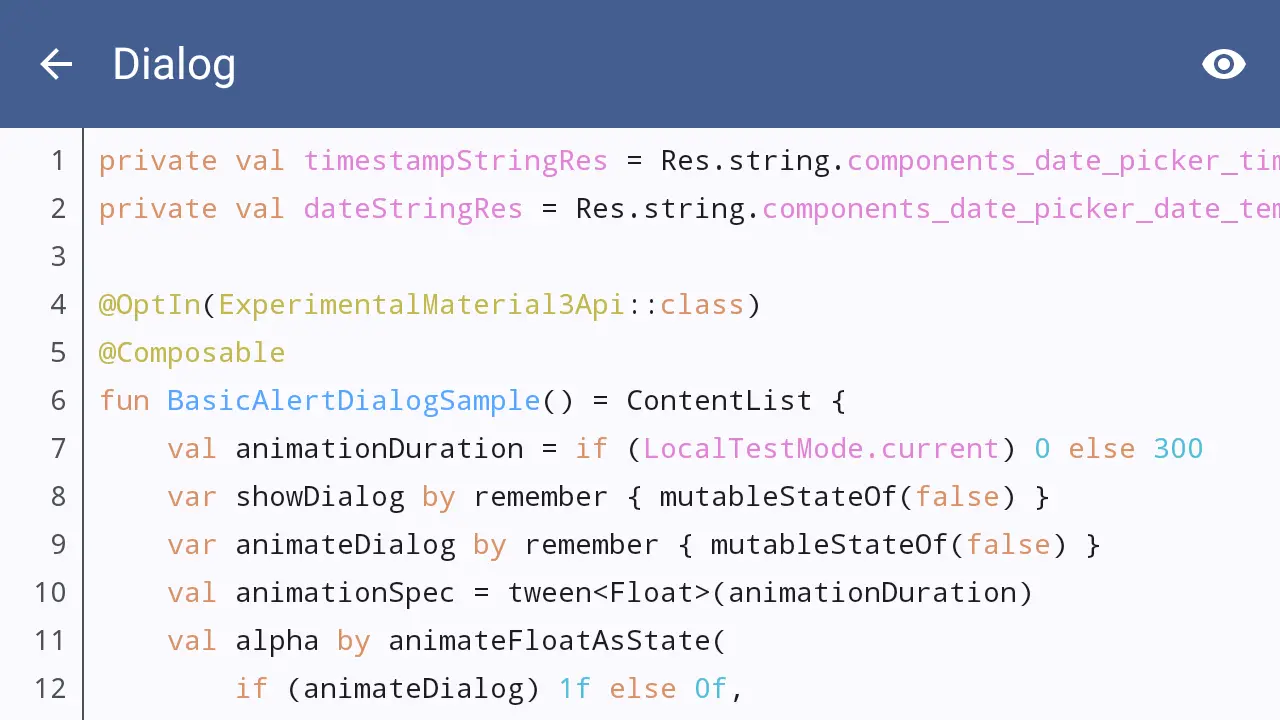 Dialog
1 private val timestampStringRes = Res.string.components_date_picker_tim
2 private val dateStringRes = Res.string.components_date_picker_date_tem
3
4 @OptIn(ExperimentalMaterial3Api::class)
5 @Composable
6 fun BasicAlertDialogSample() = ContentList {
7     val animationDuration = if (LocalTestMode.current) 0 else 300
8     var showDialog by remember { mutableStateOf(false) }
9     var animateDialog by remember { mutableStateOf(false) }
10     val animationSpec = tween<Float>(animationDuration)
11     val alpha by animateFloatAsState(
12         if (animateDialog) 1f else 0f,